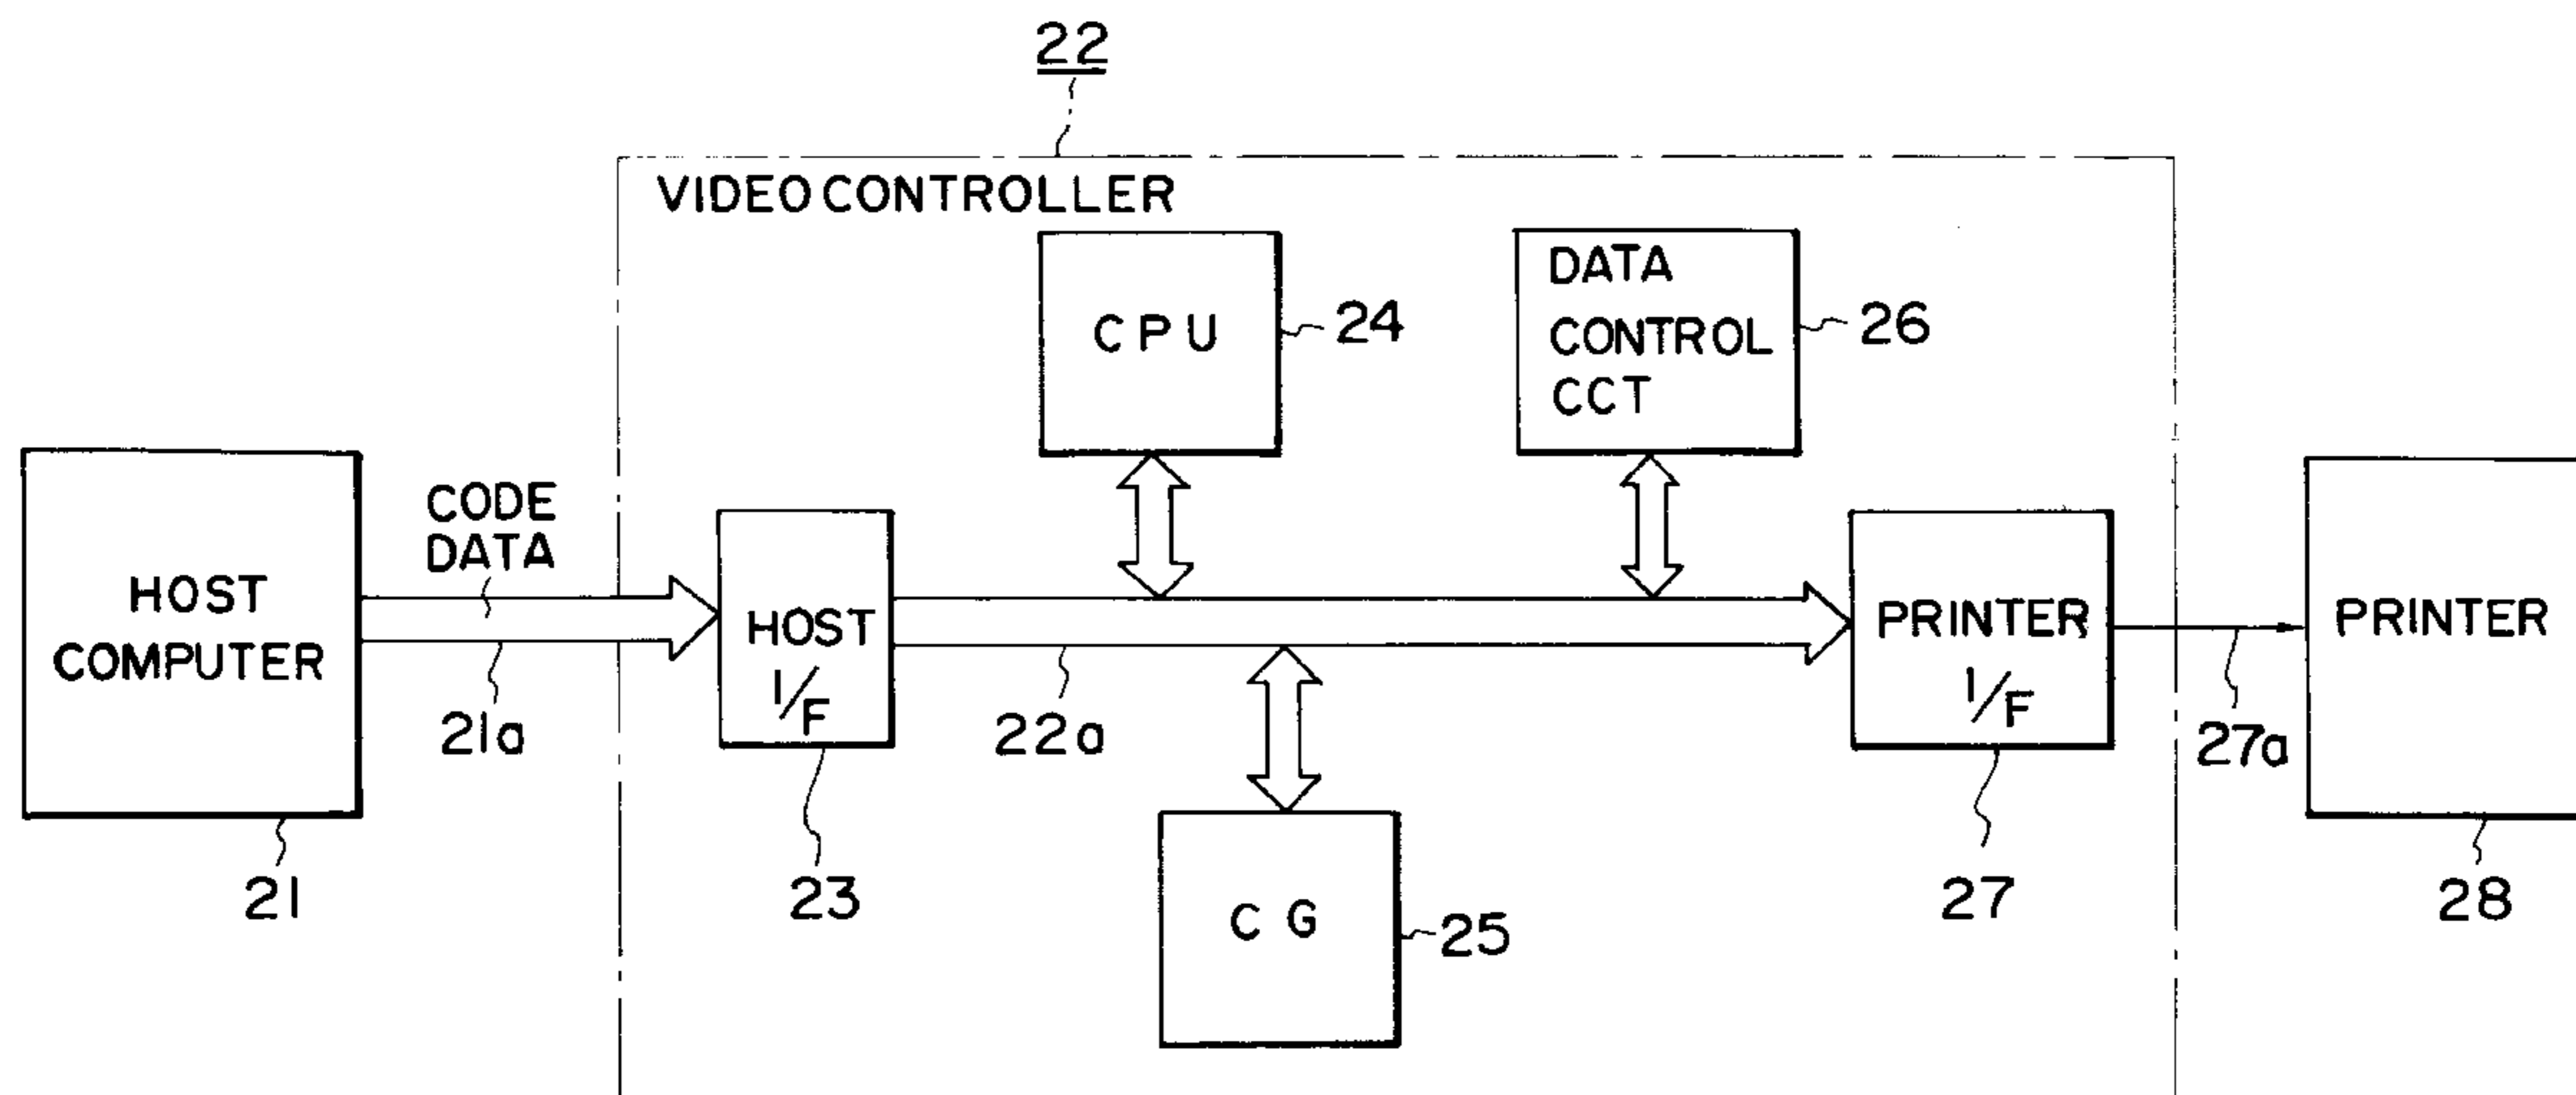 22
VIDEO CONTROLLER
CPU
24
DATA
CONTROL
CCT
26
CODE
DATA
HOST
COMPUTER
21a
21
HOST
I/F
23
22a
CG
25
PRINTER
I/F
27
27a
PRINTER
28